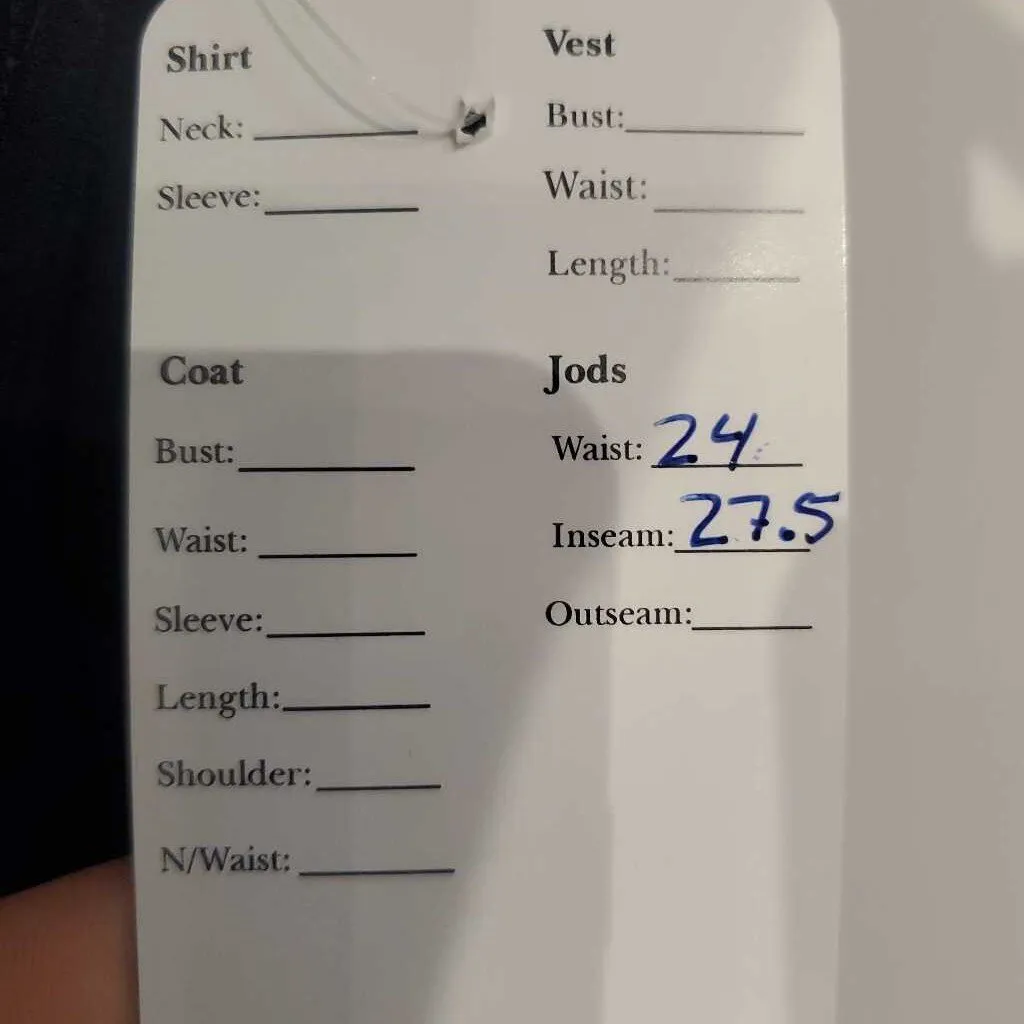 Shirt
Neck:
Sleeve:
Vest
Bust:
Waist:
Length:
Coat
Bust:
Waist:
Sleeve:
Length:
Shoulder:
N/Waist:
Jods
Waist: 24
Inseam: 27.5
Outseam: